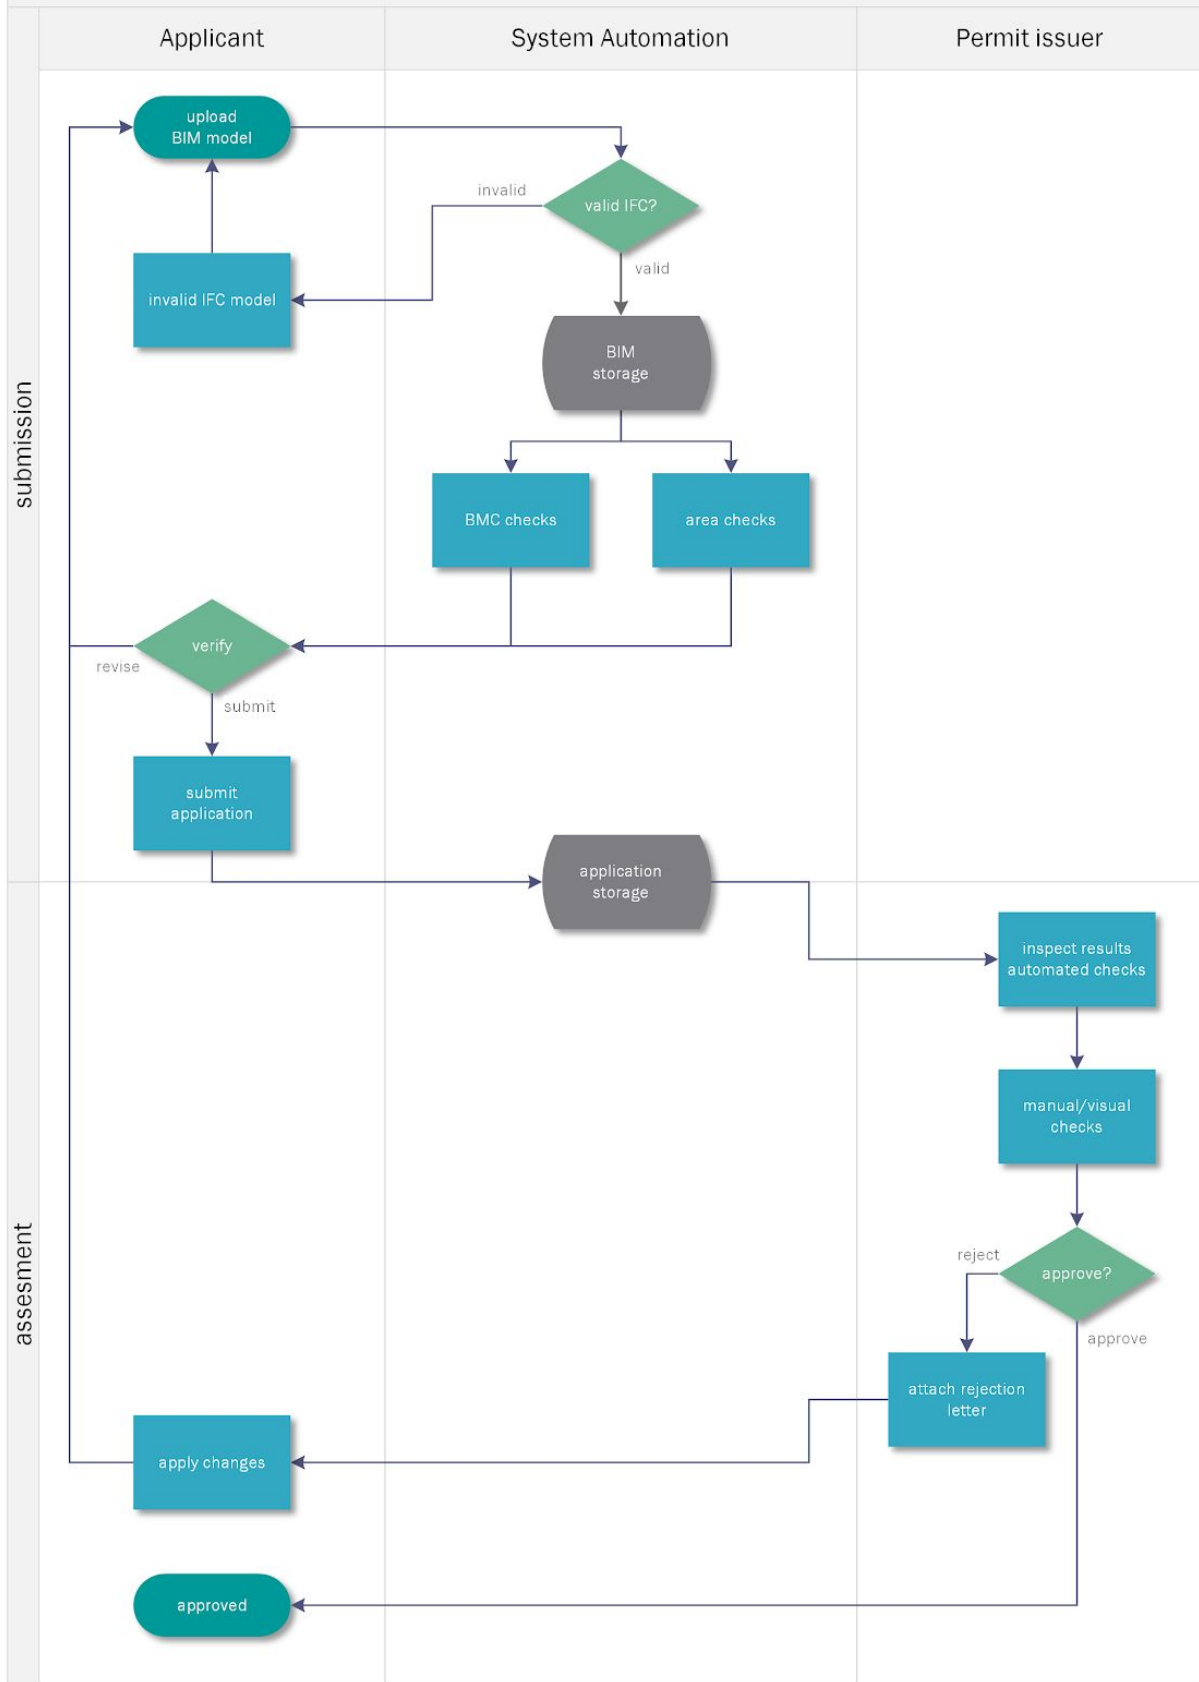 Applicant
System Automation
Permit issuer
submission
upload
BIM model
valid IFC?
invalid
valid
invalid IFC model
BIM
storage
BMC checks
area checks
verify
revise
submit
submit
application
application
storage
assesment
inspect results
automated checks
manual/visual
checks
approve?
reject
approve
attach rejection
letter
apply changes
approved